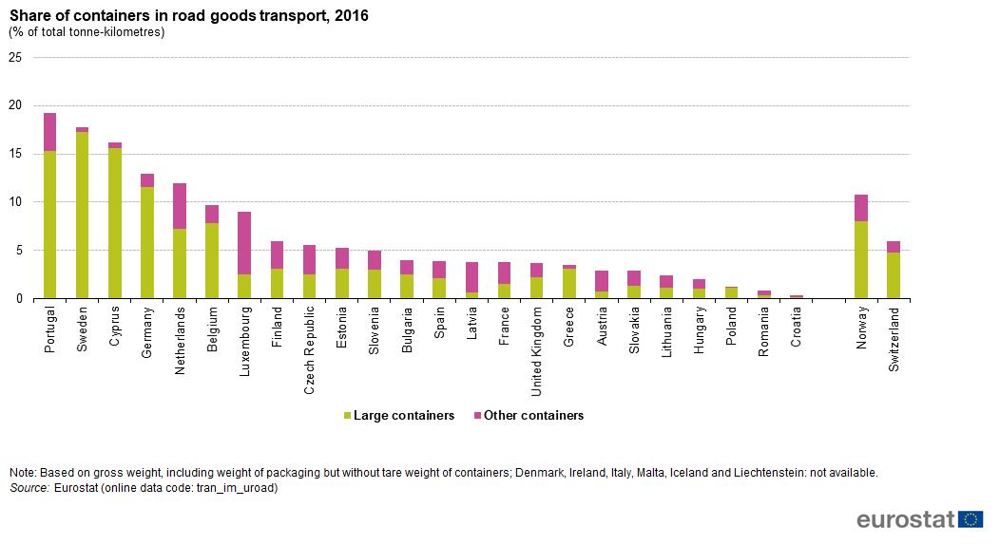 Share of containers in road goods transport, 2016
(% of total tonne-kilometres)
25
20
15
10
5
0
Portugal
Sweden
Cyprus
Germany
Netherlands
Belgium
Luxembourg
Finland
Czech Republic
Estonia
Slovenia
Bulgaria
Spain
Latvia
France
United Kingdom
Greece
Austria
Slovakia
Lithuania
Hungary
Poland
Romania
Croatia
Norway
Switzerland
Large containers
Other containers
Note: Based on gross weight, including weight of packaging but without tare weight of containers; Denmark, Ireland, Italy, Malta, Iceland and Liechtenstein: not available.
Source: Eurostat (online data code: tran_im_uroad)
eurostat